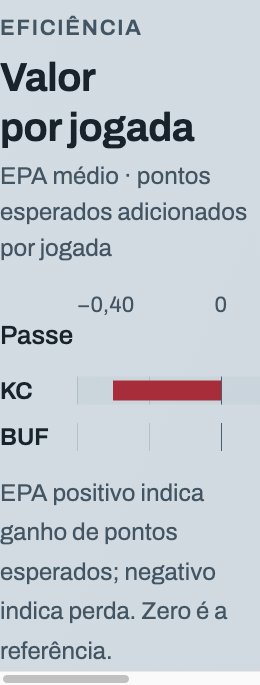 EFICIÊNCIA
Valor
por jogada
EPA médio · pontos
esperados adicionados
por jogada
−0,40 0
Passe
KC
BUF
EPA positivo indica
ganho de pontos
esperados; negativo
indica perda. Zero é a
referência.